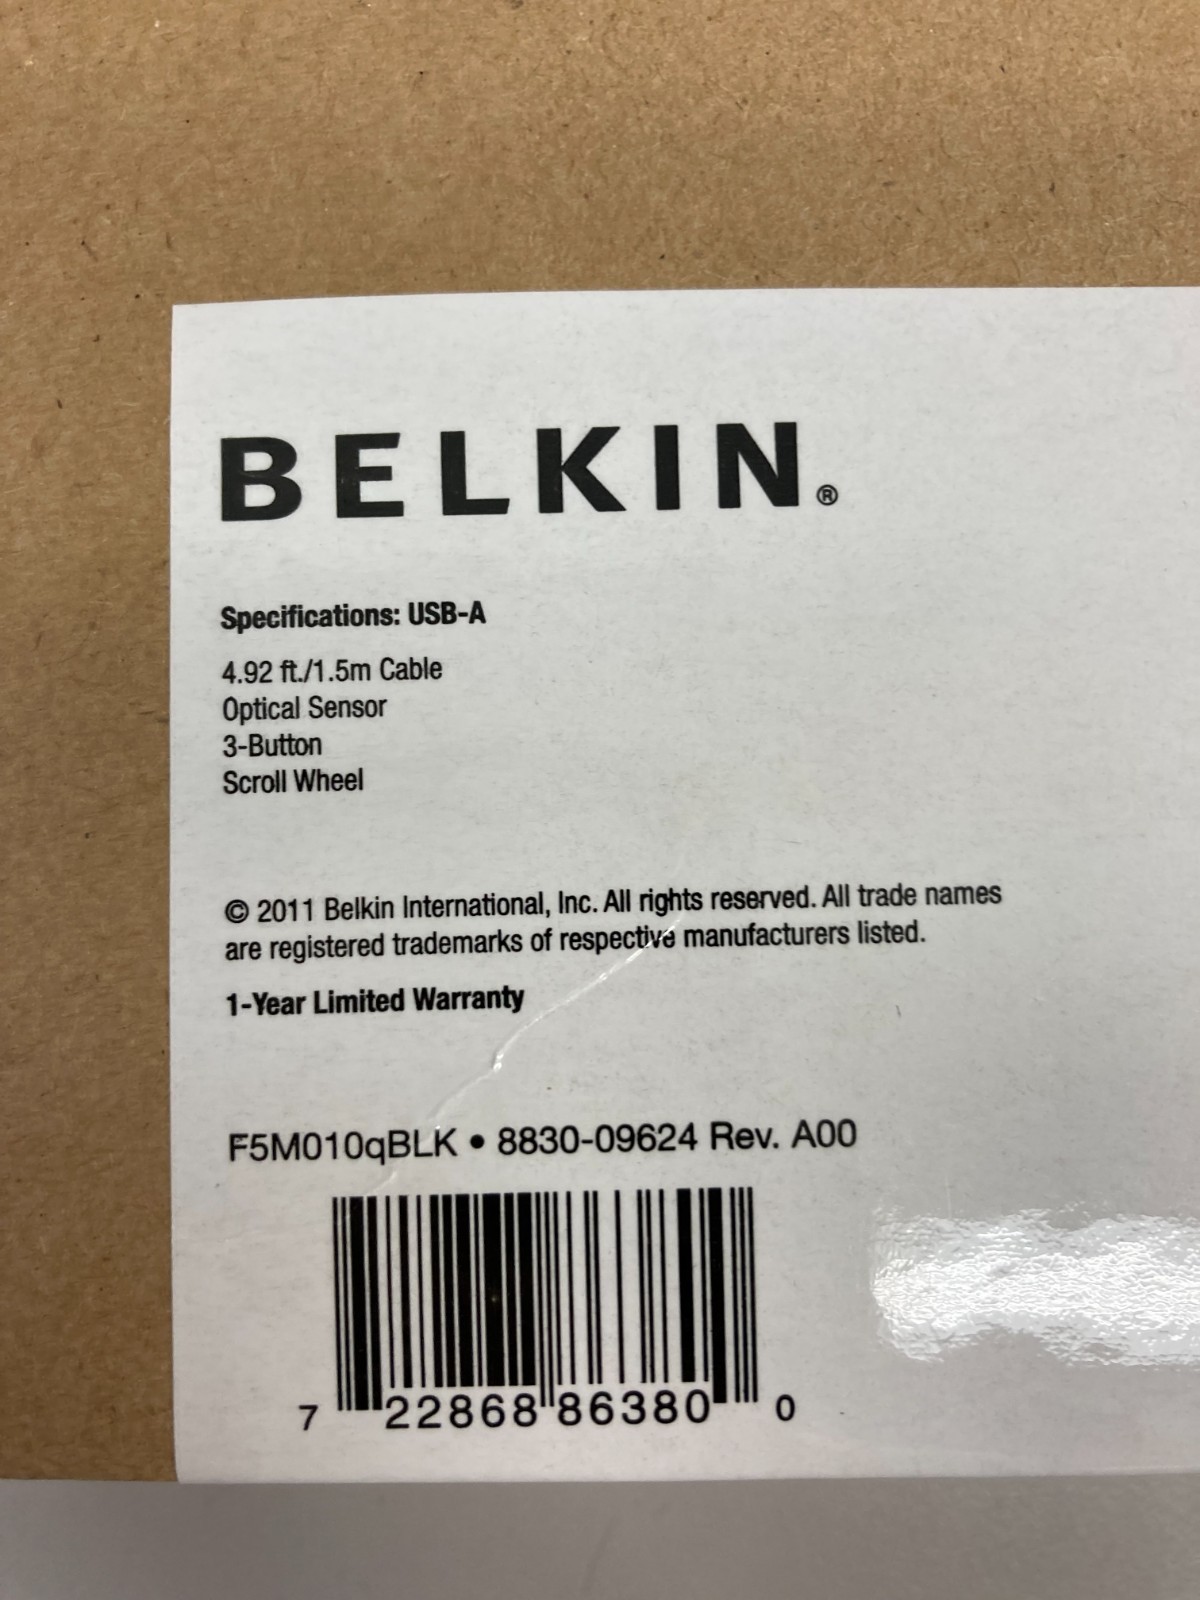 BELKIN®
Specifications: USB-A
4.92 ft./1.5m Cable
Optical Sensor
3-Button
Scroll Wheel
© 2011 Belkin International, Inc. All rights reserved. All trade names
are registered trademarks of respective manufacturers listed.
1-Year Limited Warranty
F5M010qBLK • 8830-09624 Rev. A00
7 22868 86380 0